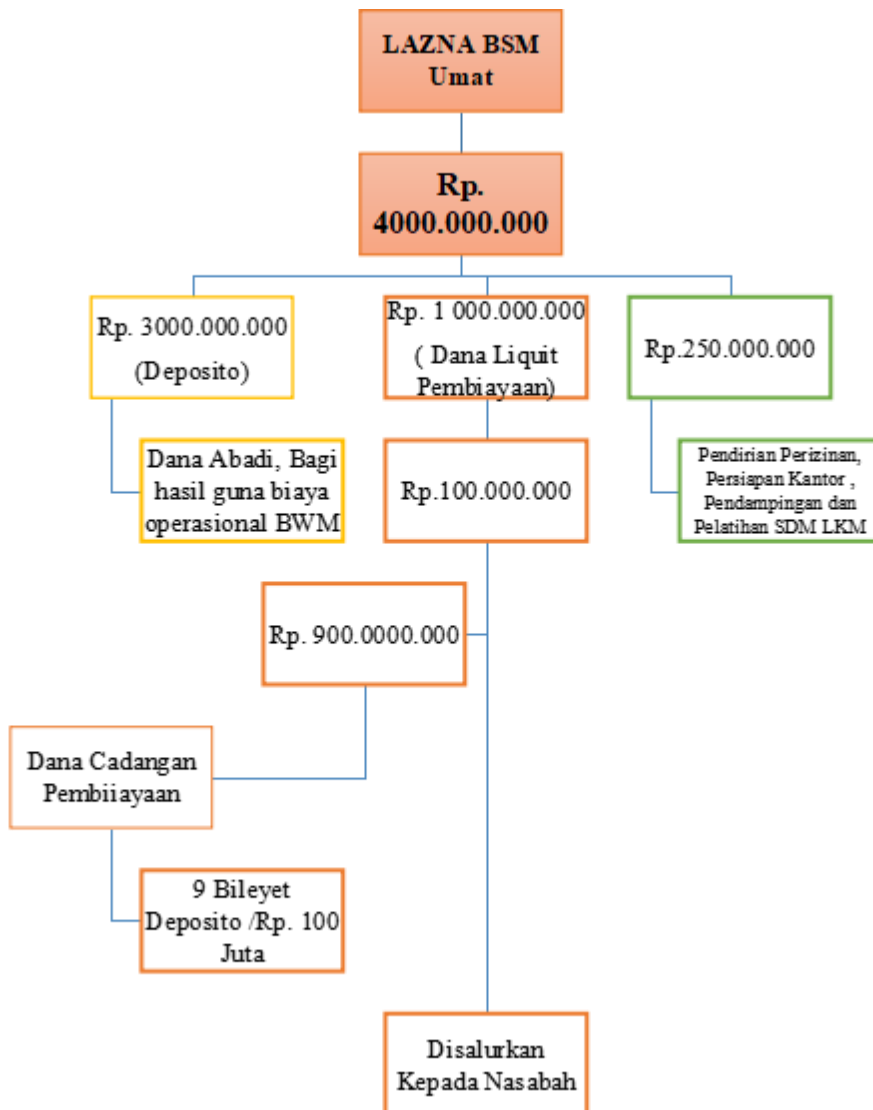 LAZNA BSM
Umat
Rp.
4000.000.000
Rp. 3000.000.000
(Deposito)
Rp. 1 000.000.000
( Dana Liquit
Pembiayaan)
Rp.250.000.000
Dana Abadi, Bagi
hasil guna biaya
operasional BWM
Rp.100.000.000
Pendirian Perizinan,
Persiapan Kantor ,
Pendampingan dan
Pelatihan SDM LKM
Rp. 900.0000.000
Dana Cadangan
Pembiiayaan
9 Bileyet
Deposito /Rp. 100
Juta
Disalurkan
Kepada Nasabah